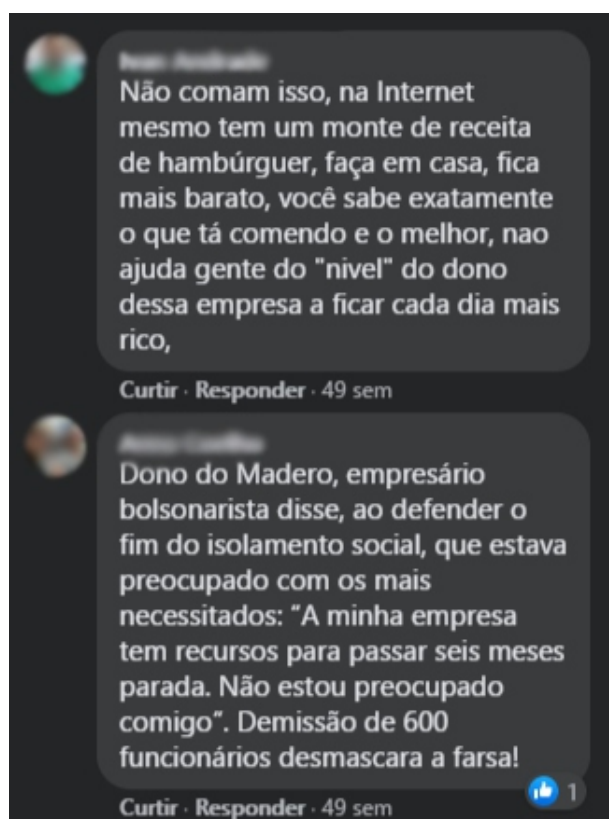 Não comam isso, na Internet
mesmo tem um monte de receita
de hambúrguer, faça em casa, fica
mais barato, você sabe exatamente
o que tá comendo e o melhor, nao
ajuda gente do "nivel" do dono
dessa empresa a ficar cada dia mais
rico,
Curtir · Responder · 49 sem
Dono do Madero, empresário
bolsonarista disse, ao defender o
fim do isolamento social, que estava
preocupado com os mais
necessitados: “A minha empresa
tem recursos para passar seis meses
parada. Não estou preocupado
comigo”. Demissão de 600
funcionários desmascara a farsa!
1
Curtir · Responder · 49 sem